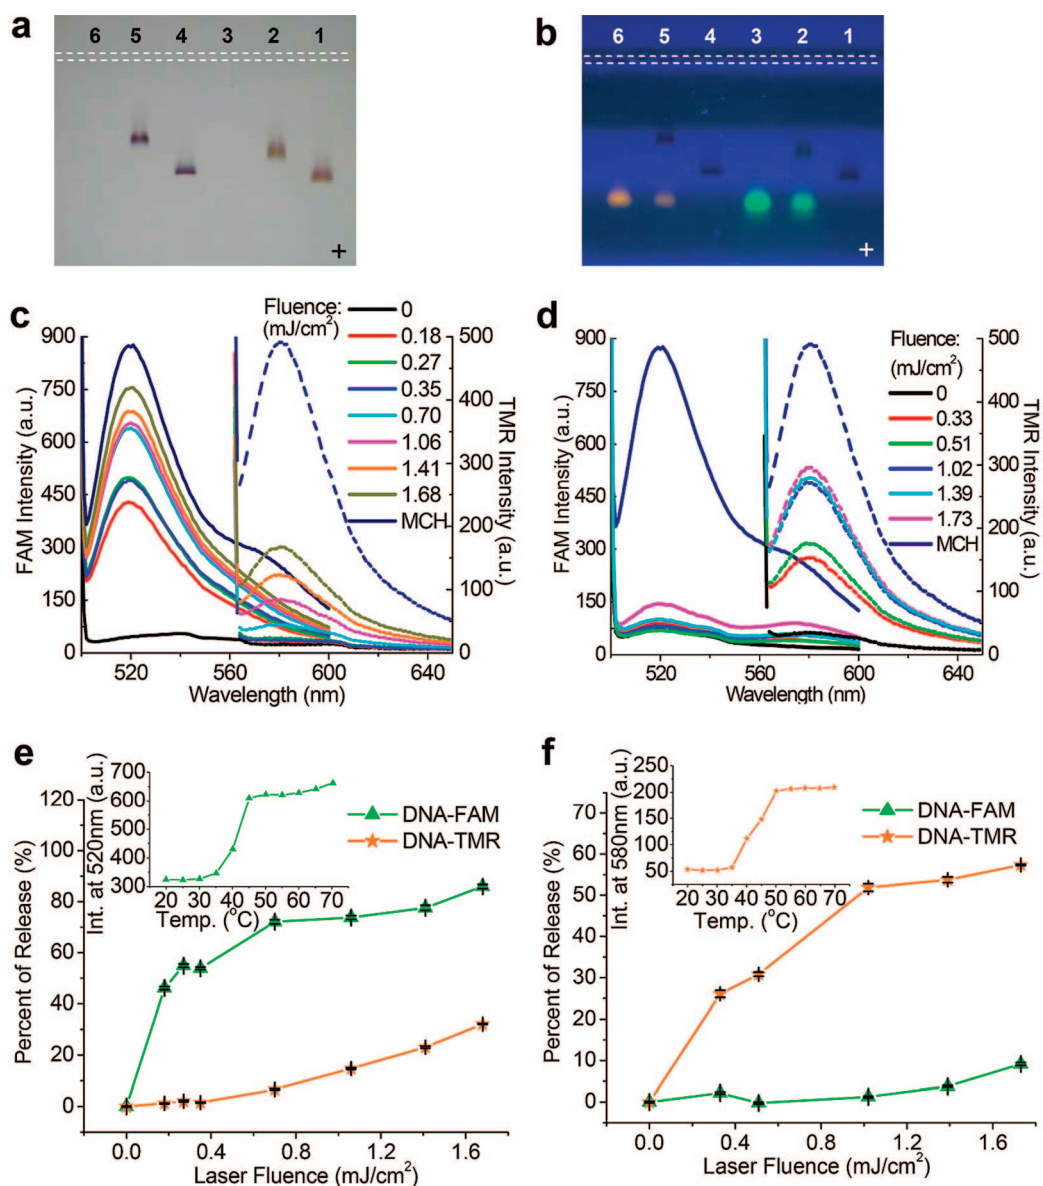 a
6 5 4 3 2 1
+
b
6 5 4 3 2 1
+
c
Fluence:
(mJ/cm²)
0
0.18
0.27
0.35
0.70
1.06
1.41
1.68
MCH
900
750
600
450
300
150
0
FAM Intensity (a.u.)
500
400
300
200
100
0
TMR Intensity (a.u.)
520 560 600 640
Wavelength (nm)
d
Fluence:
(mJ/cm²)
0
0.33
0.51
1.02
1.39
1.73
MCH
900
750
600
450
300
150
0
FAM Intensity (a.u.)
500
400
300
200
100
0
TMR Intensity (a.u.)
520 560 600 640
Wavelength (nm)
e
Int. at 520nm (a.u.)
700
600
500
400
300
20 30 40 50 60 70
Temp. (°C)
DNA-FAM
DNA-TMR
120
100
80
60
40
20
0
Percent of Release (%)
0.0 0.4 0.8 1.2 1.6
Laser Fluence (mJ/cm²)
f
Int. at 580nm (a.u.)
250
200
150
100
50
20 30 40 50 60 70
Temp. (°C)
DNA-FAM
DNA-TMR
70
60
50
40
30
20
10
0
Percent of Release (%)
0.0 0.4 0.8 1.2 1.6
Laser Fluence (mJ/cm²)